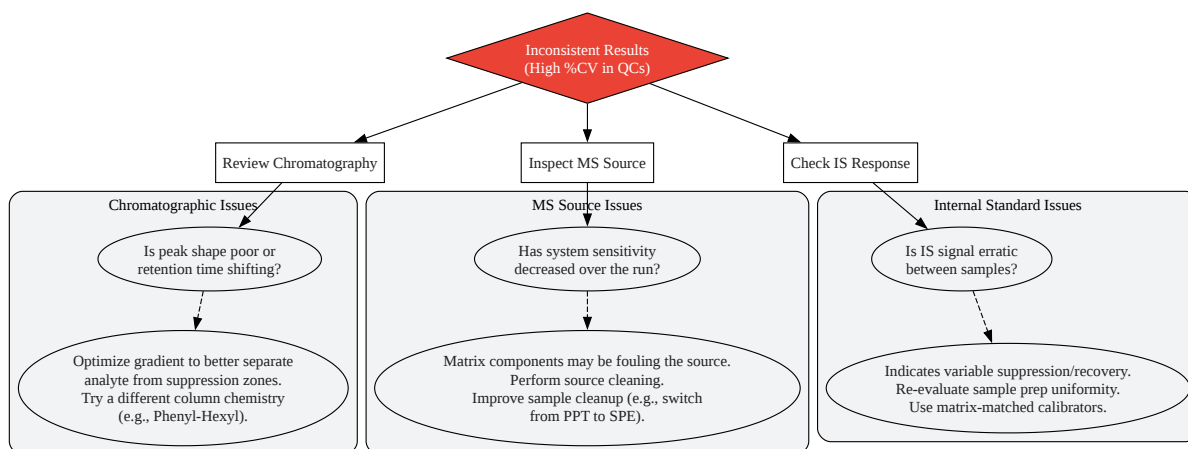 Inconsistent Results
(High %CV in QCs)
Review Chromatography
Inspect MS Source
Check IS Response
Chromatographic Issues
Is peak shape poor or
retention time shifting?
Optimize gradient to better separate
analyte from suppression zones.
Try a different column chemistry
(e.g., Phenyl-Hexyl).
MS Source Issues
Has system sensitivity
decreased over the run?
Matrix components may be fouling the source.
Perform source cleaning.
Improve sample cleanup (e.g., switch
from PPT to SPE).
Internal Standard Issues
Is IS signal erratic
between samples?
Indicates variable suppression/recovery.
Re-evaluate sample prep uniformity.
Use matrix-matched calibrators.